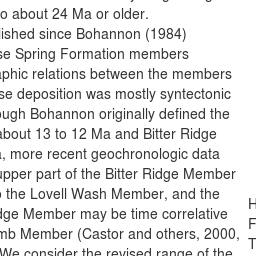 o about 24 Ma or older.
lished since Bohannon (1984)
se Spring Formation members
aphic relations between the members
se deposition was mostly syntectonic
ough Bohannon originally defined the
about 13 to 12 Ma and Bitter Ridge
, more recent geochronologic data
upper part of the Bitter Ridge Member
the Lovell Wash Member, and the
dge Member may be time correlative
mb Member (Castor and others, 2000,
We consider the revised range of the
H
F
T